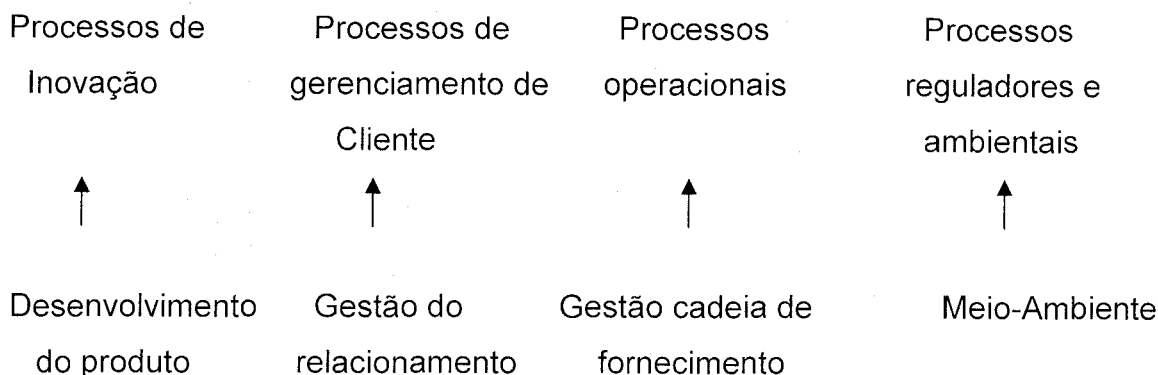 Processos de
Inovação
Processos de
gerenciamento de
Cliente
Processos
operacionais
Processos
reguladores e
ambientais
Desenvolvimento
do produto
Gestão do
relacionamento
Gestão cadeia de
fornecimento
Meio-Ambiente